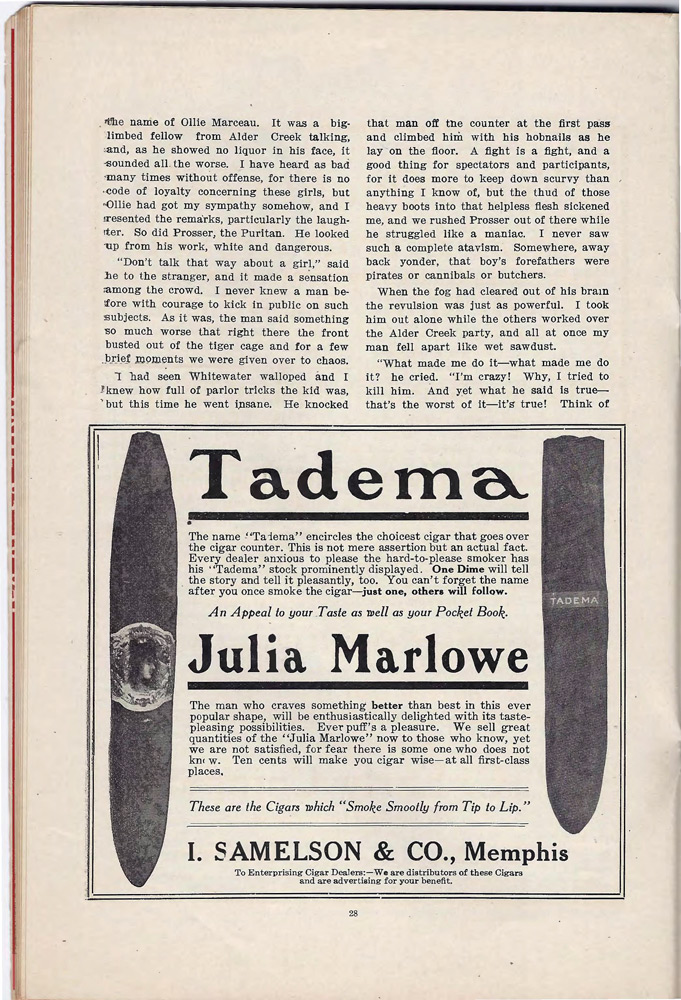 the name of Ollie Marceau. It was a big-
limbed fellow from Alder Creek talking,
and, as he showed no liquor in his face, it
sounded all the worse. I have heard as bad
many times without offense, for there is no
code of loyalty concerning these girls, but
Ollie had got my sympathy somehow, and I
resented the remarks, particularly the laugh-
ter. So did Prosser, the Puritan. He looked
up from his work, white and dangerous.
"Don't talk that way about a girl," said
he to the stranger, and it made a sensation
among the crowd. I never knew a man be-
fore with courage to kick in public on such
subjects. As it was, the man said something
so much worse that right there the front
busted out of the tiger cage and for a few
brief moments we were given over to chaos.
"I had seen Whitewater walloped and I
knew how full of parlor tricks the kid was,
but this time he went insane. He knocked
that man off the counter at the first pass
and climbed him with his hobnails as he
lay on the floor. A fight is a fight, and a
good thing for spectators and participants,
for it does more to keep down scurvy than
anything I know of, but the thud of those
heavy boots into that helpless flesh sickened
me, and we rushed Prosser out of there while
he struggled like a maniac. I never saw
such a complete atavism. Somewhere, away
back yonder, that boy's forefathers were
pirates or cannibals or butchers.
When the fog had cleared out of his brain
the revulsion was just as powerful. I took
him out alone while the others worked over
the Alder Creek party, and all at once my
man fell apart like wet sawdust.
"What made me do it—what made me do
it? he cried. "I'm crazy! Why, I tried to
kill him. And yet what he said is true—
that's the worst of it—it's true! Think of
Tadema
The name "Tadema" encircles the choicest cigar that goes over
the cigar counter. This is not mere assertion but an actual fact.
Every dealer anxious to please the hard-to-please smoker has
his "Tadema" stock prominently displayed. One Dime will tell
the story and tell it pleasantly, too. You can't forget the name
after you once smoke the cigar—just one, others will follow.
An Appeal to your Taste as well as your Pocket Book.
TADEMA
Julia Marlowe
The man who craves something better than best in this ever
popular shape, will be enthusiastically delighted with its taste-
pleasing possibilities. Ever puff's a pleasure. We sell great
quantities of the "Julia Marlowe" now to those who know, yet
we are not satisfied, for fear there is some one who does not
know. Ten cents will make you cigar wise—at all first-class
places.
These are the Cigars which "Smoke Smoothly from Tip to Lip."
I. SAMELSON & CO., Memphis
To Enterprising Cigar Dealers:—We are distributors of these Cigars
and are advertising for your benefit.
28